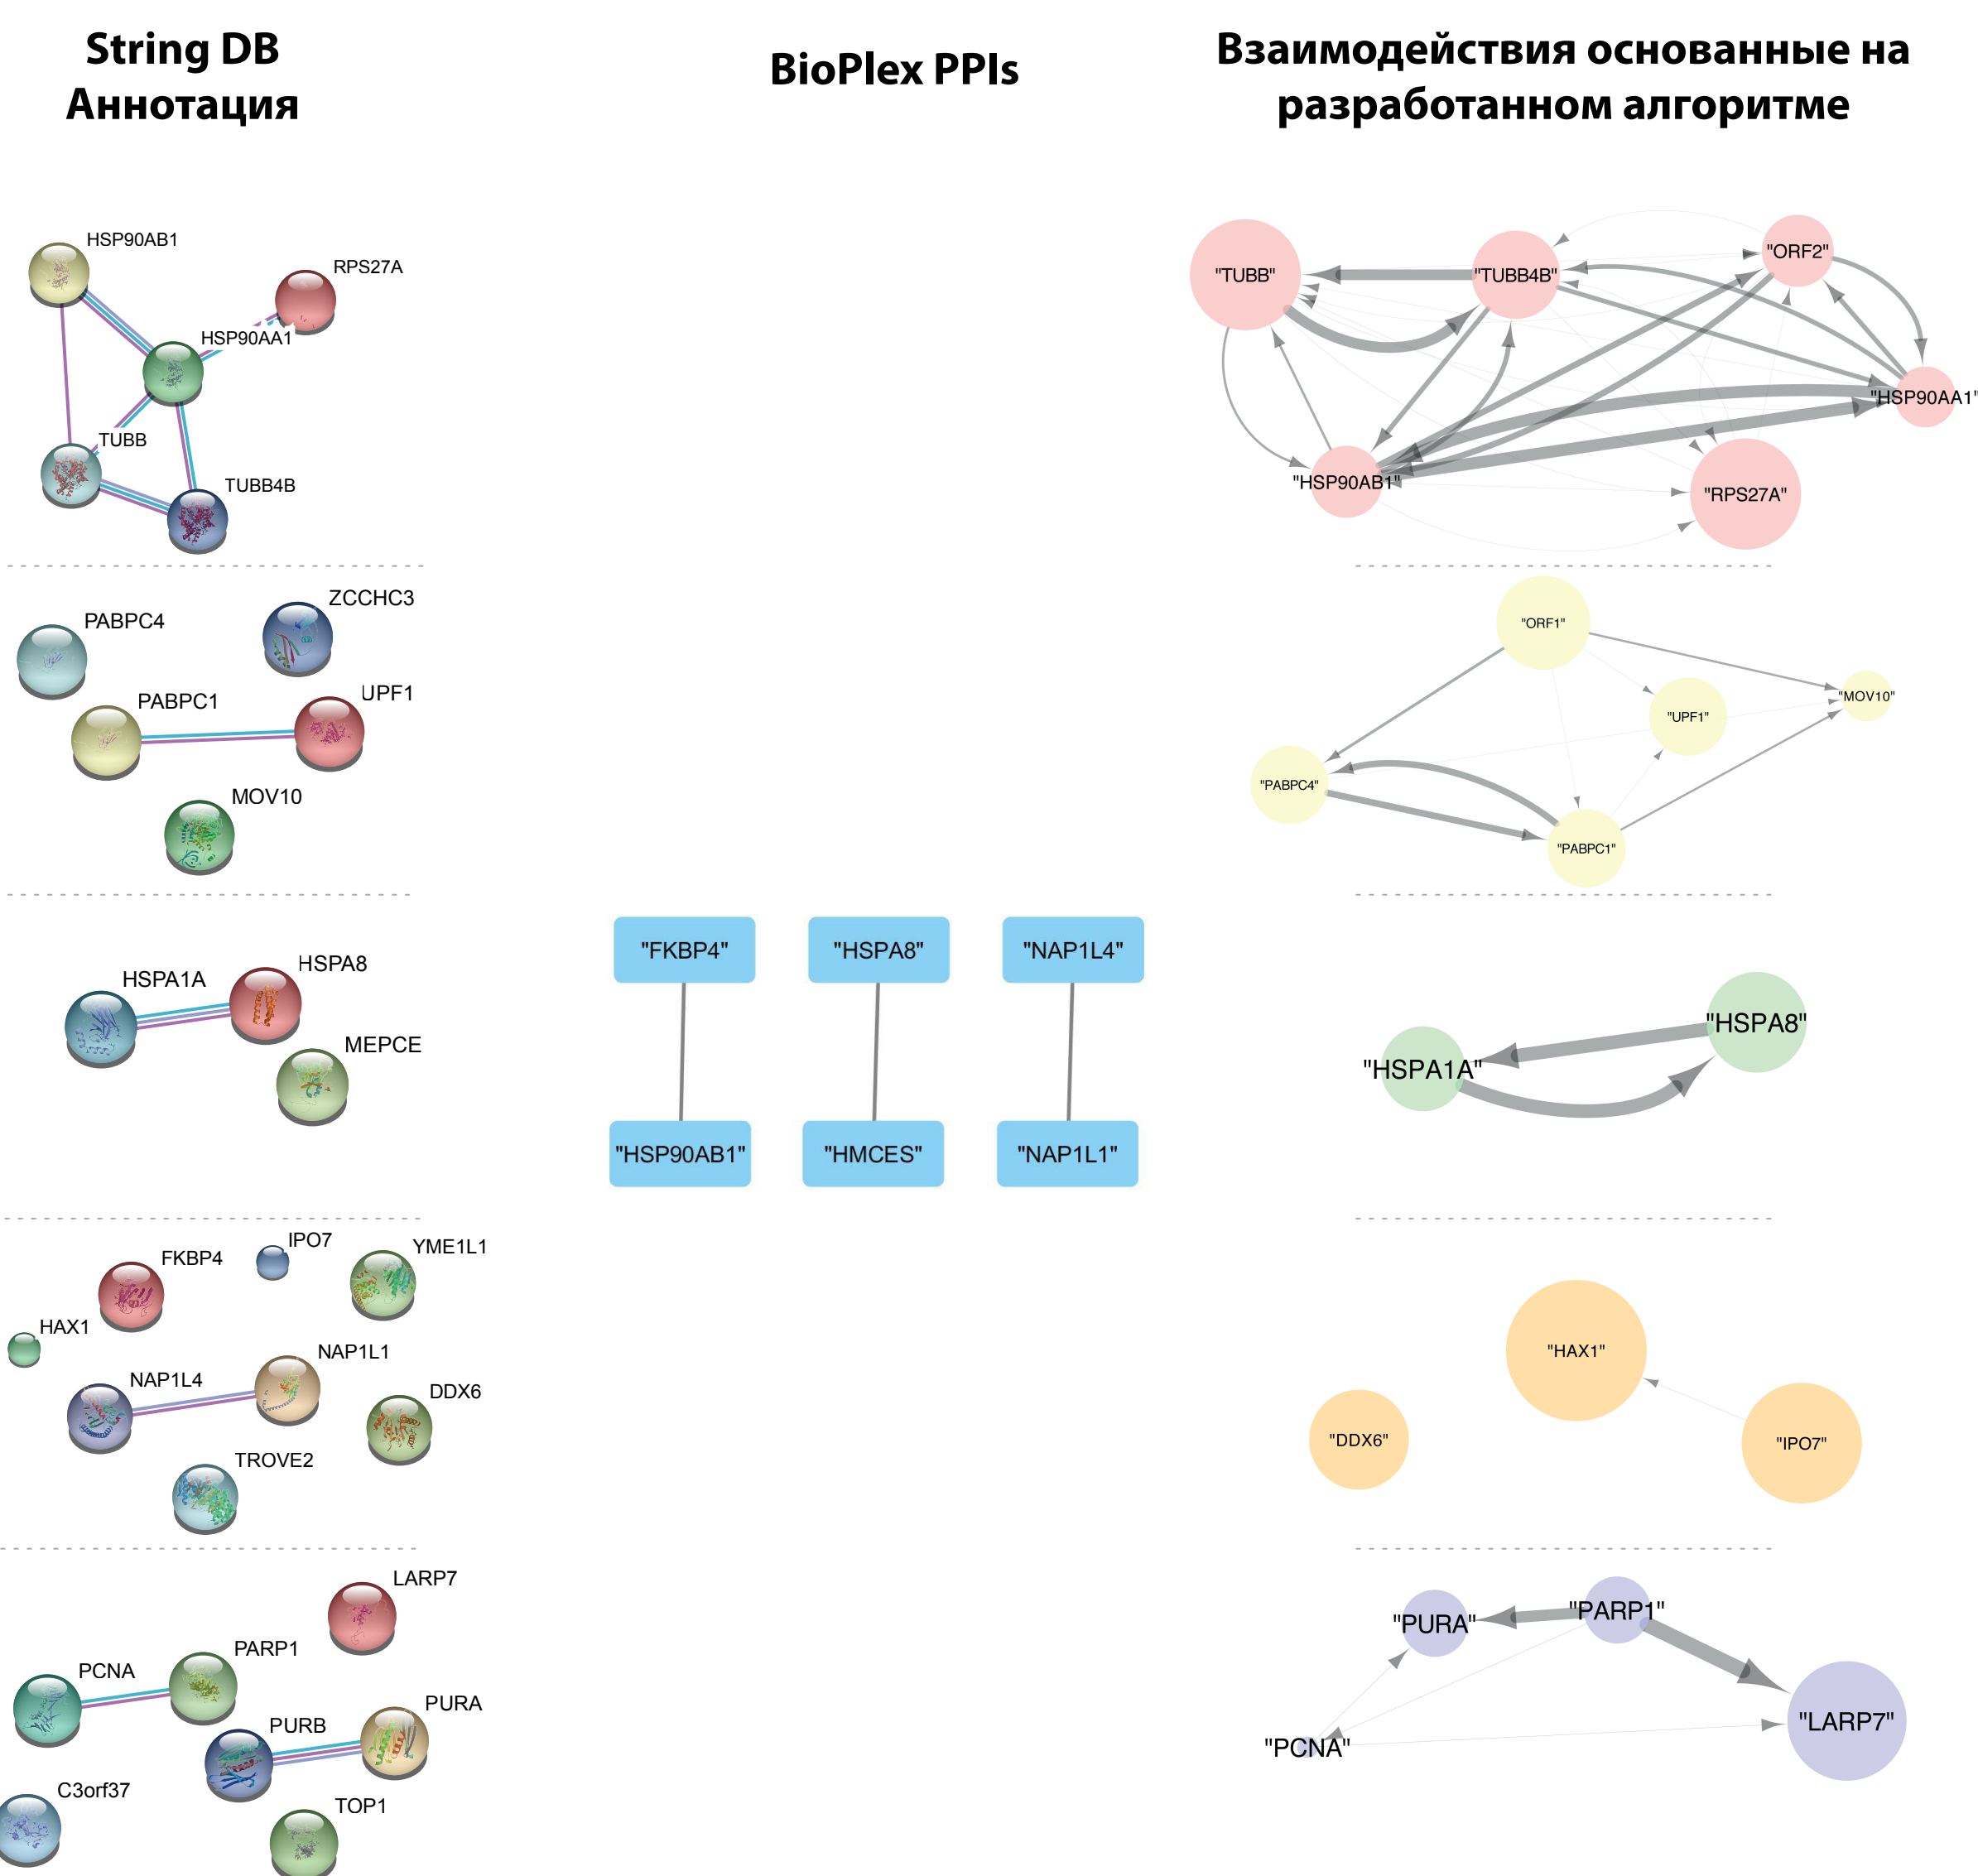 String DB
Аннотация
BioPlex PPIs
Взаимодействия основанные на
разработанном алгоритме
HSP90AB1
RPS27A
HSP90AA1
TUBB
TUBB4B
"TUBB"
"TUBB4B"
"ORF2"
"HSP90AA1"
"HSP90AB1"
"RPS27A"
PABPC4
ZCCHC3
PABPC1
UPF1
MOV10
"ORF1"
"MOV10"
"UPF1"
"PABPC4"
"PABPC1"
HSPA1A
HSPA8
MEPCE
"FKBP4"
"HSPA8"
"NAP1L4"
"HSP90AB1"
"HMCES"
"NAP1L1"
"HSPA8"
"HSPA1A"
FKBP4
IPO7
YME1L1
HAX1
NAP1L4
NAP1L1
DDX6
TROVE2
"HAX1"
"DDX6"
"IPO7"
LARP7
PARP1
PCNA
PURA
PURB
C3orf37
TOP1
"PURA"
"PARP1"
"LARP7"
"PCNA"